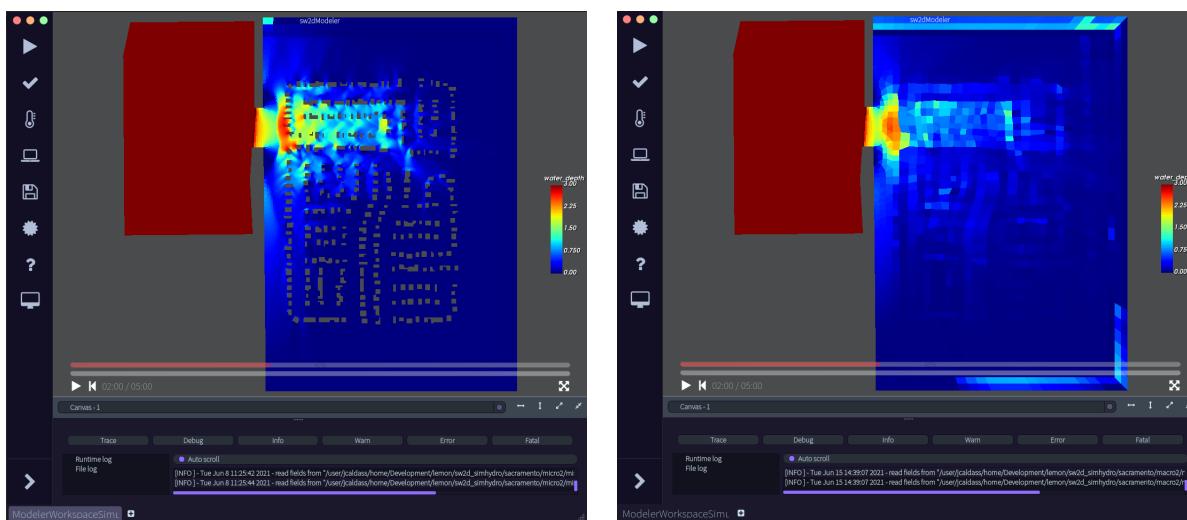 sw2dModeler
water_depth
3.00
2.25
1.50
0.750
0.00
02:00 / 05:00
Canvas - 1
Trace Debug Info Warn Error Fatal
Runtime log
File log
Auto scroll
[INFO ] - Tue Jun 8 11:25:42 2021 - read fields from "/user/jcaldass/home/Development/lemon/sw2d_simhydro/sacramento/micro2/mi
[INFO ] - Tue Jun 8 11:25:44 2021 - read fields from "/user/jcaldass/home/Development/lemon/sw2d_simhydro/sacramento/micro2/mi
ModelerWorkspaceSimu
sw2dModeler
water_depth
3.00
2.25
1.50
0.75
0.00
02:00 / 05:00
Canvas - 1
Trace Debug Info Warn Error Fatal
Runtime log
File log
Auto scroll
[INFO ] - Tue Jun 15 14:39:07 2021 - read fields from "/user/jcaldass/home/Development/lemon/sw2d_simhydro/sacramento/macro2/r
[INFO ] - Tue Jun 15 14:39:07 2021 - read fields from "/user/jcaldass/home/Development/lemon/sw2d_simhydro/sacramento/macro2/r
ModelerWorkspaceSimu